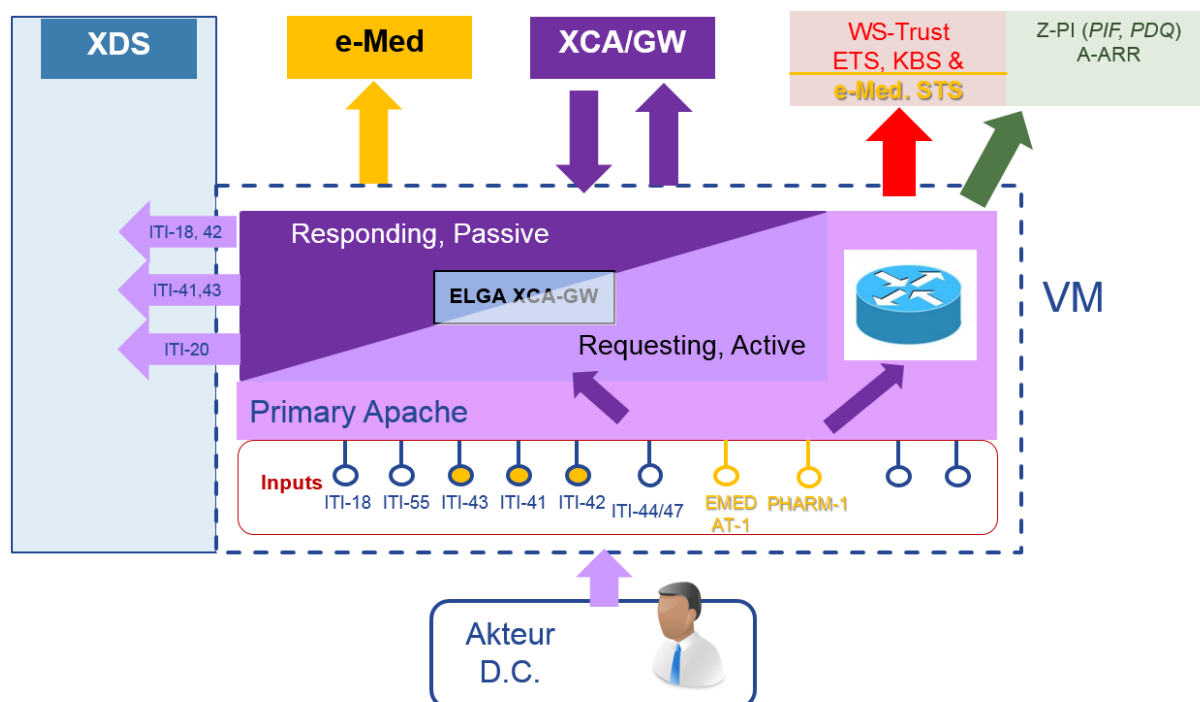 XDS
e-Med
XCA/GW
WS-Trust
ETS, KBS &
e-Med. STS
Z-PI (PIF, PDQ)
A-ARR
ITI-18, 42
ITI-41,43
ITI-20
Responding, Passive
ELGA XCA-GW
Requesting, Active
VM
Primary Apache
Inputs
ITI-18
ITI-55
ITI-43
ITI-41
ITI-42
ITI-44/47
EMED
AT-1
PHARM-1
Akteur
D.C.